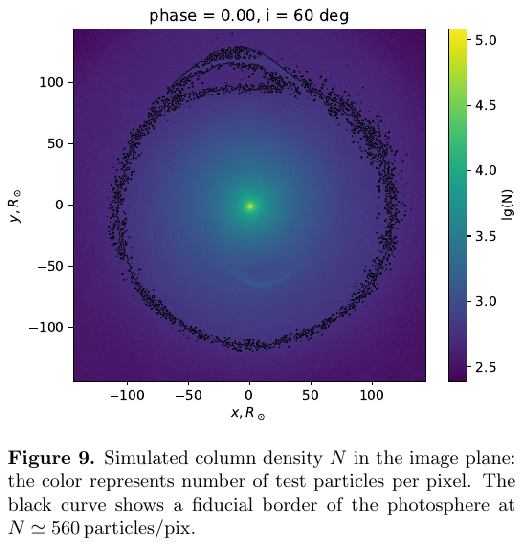 phase = 0.00, i = 60 deg
100
50
0
−50
−100
y, R⊙
−100
−50
0
50
100
x, R⊙
5.0
4.5
4.0
3.5
3.0
2.5
lg(N)
Figure 9. Simulated column density N in the image plane:
the color represents number of test particles per pixel. The
black curve shows a fiducial border of the photosphere at
N ≃ 560 particles/pix.